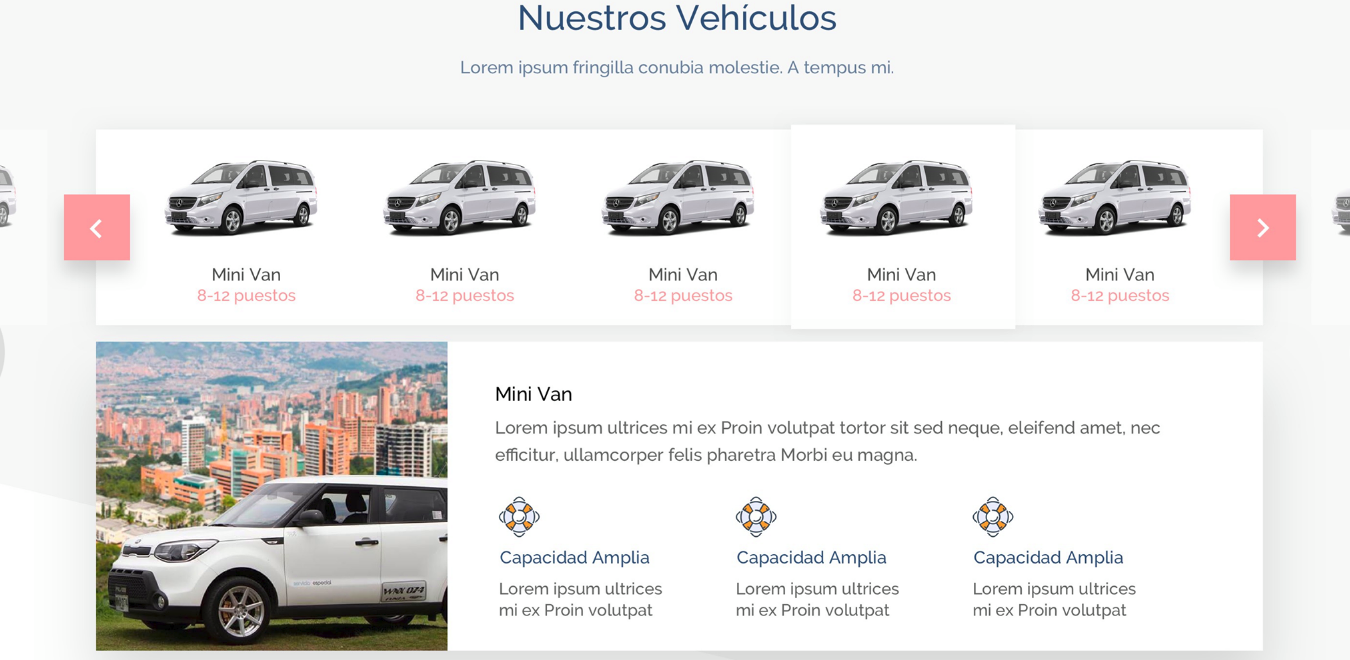 Nuestros Vehículos
Lorem ipsum fringilla conubia molestie. A tempus mi.
Mini Van
8-12 puestos
Mini Van
8-12 puestos
Mini Van
8-12 puestos
Mini Van
8-12 puestos
Mini Van
8-12 puestos
Mini Van
Lorem ipsum ultrices mi ex Proin volutpat tortor sit sed neque, eleifend amet, nec
efficitur, ullamcorper felis pharetra Morbi eu magna.
Capacidad Amplia
Lorem ipsum ultrices
mi ex Proin volutpat
Capacidad Amplia
Lorem ipsum ultrices
mi ex Proin volutpat
Capacidad Amplia
Lorem ipsum ultrices
mi ex Proin volutpat
WNX 074